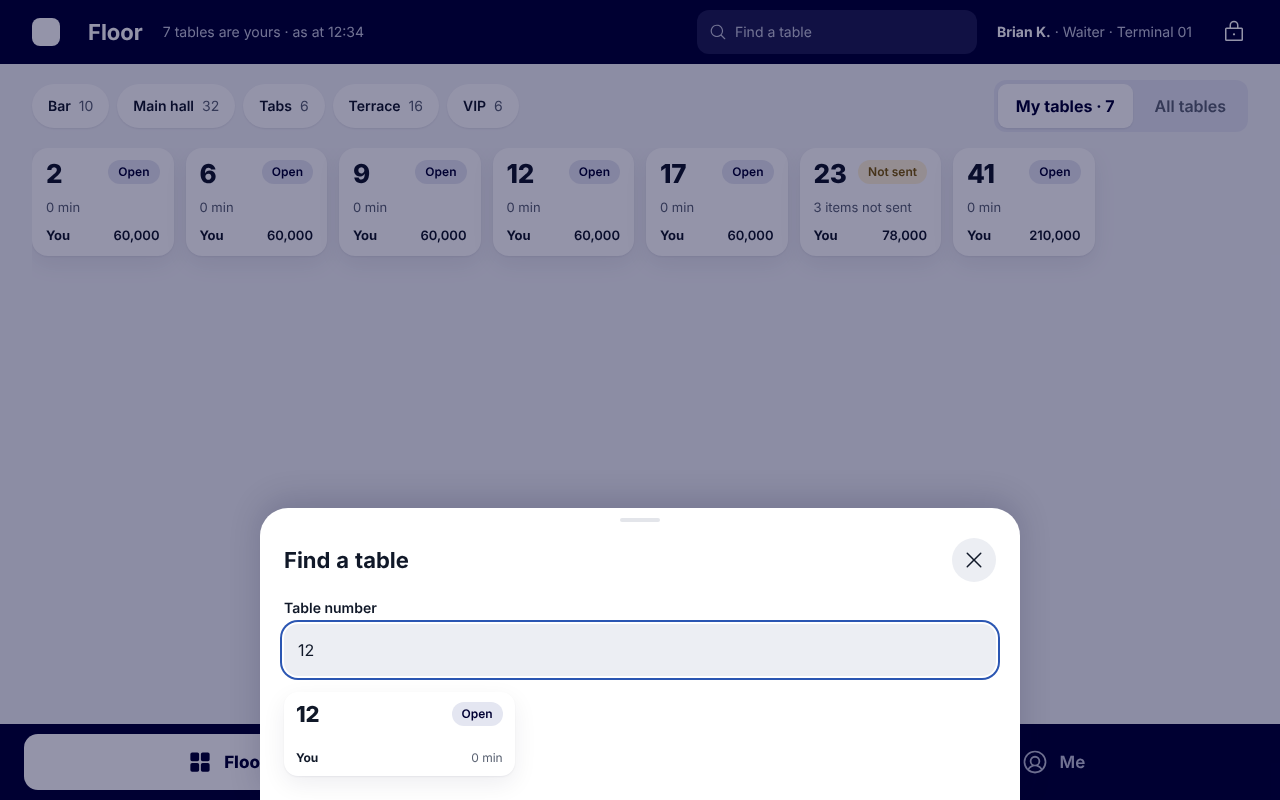 Floor 7 tables are yours · as at 12:34 Find a table Brian K. · Waiter · Terminal 01
Bar 10 Main hall 32 Tabs 6 Terrace 16 VIP 6 My tables · 7 All tables
2 Open 6 Open 9 Open 12 Open 17 Open 23 Not sent 41 Open
0 min 0 min 0 min 0 min 0 min 3 items not sent 0 min
You 60,000 You 60,000 You 60,000 You 60,000 You 60,000 You 78,000 You 210,000
Find a table
Table number
12
12 Open
You 0 min
Floo Me